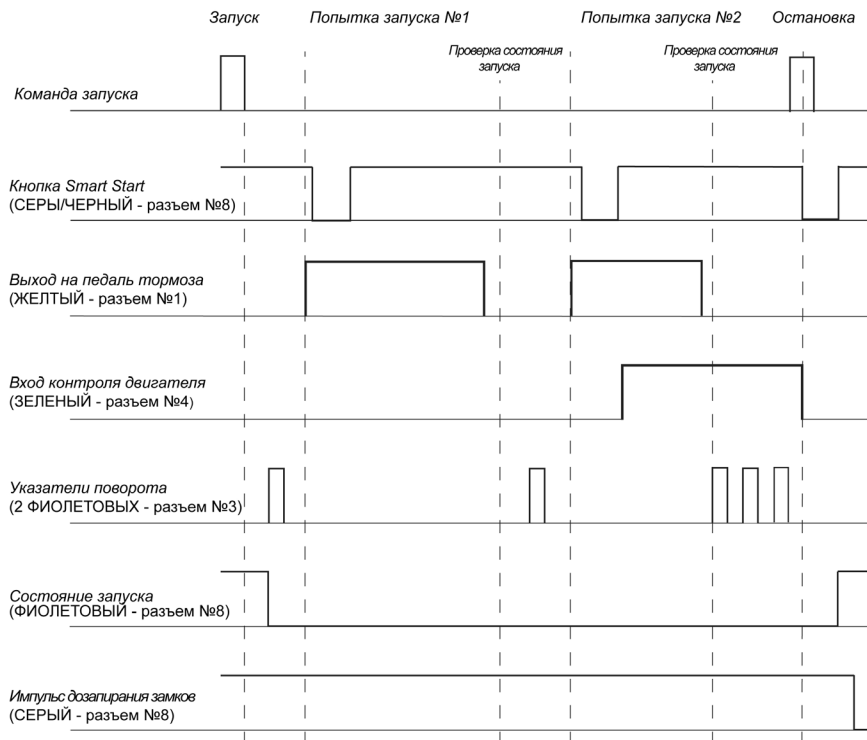 Запуск
Попытка запуска №1
Попытка запуска №2
Остановка
Проверка состояния
запуска
Проверка состояния
запуска
Команда запуска
Кнопка Smart Start
(СЕРЫ/ЧЕРНЫЙ - разъем №8)
Выход на педаль тормоза
(ЖЕЛТЫЙ - разъем №1)
Вход контроля двигателя
(ЗЕЛЕНЫЙ - разъем №4)
Указатели поворота
(2 ФИОЛЕТОВЫХ - разъем №3)
Состояние запуска
(ФИОЛЕТОВЫЙ - разъем №8)
Импульс дозапирания замков
(СЕРЫЙ - разъем №8)